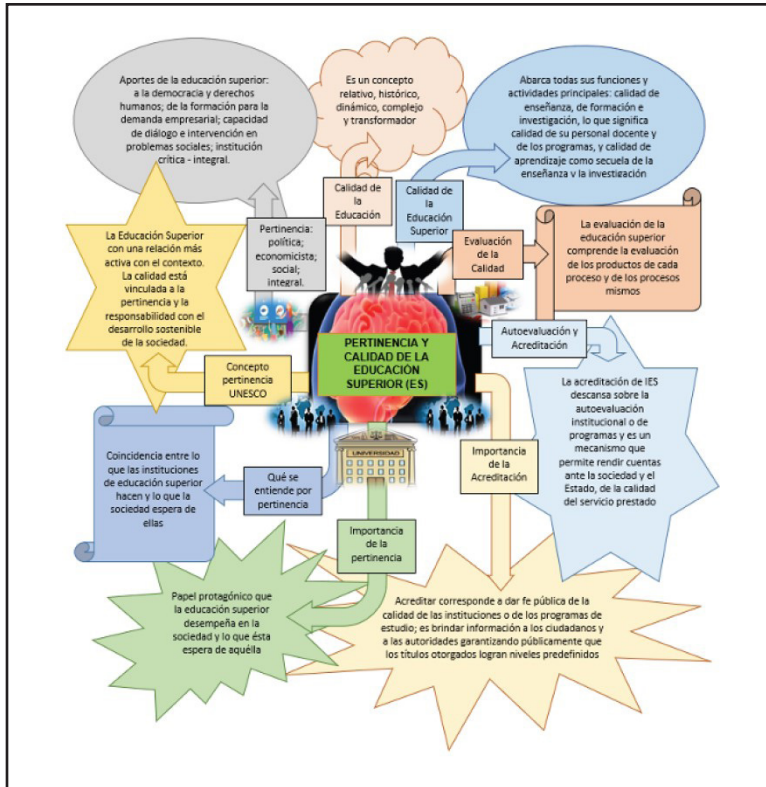 Aportes de la educación superior:
a la democracia y derechos
humanos; de la formación para la
demanda empresarial; capacidad
de diálogo e intervención en
problemas sociales; institución
crítica - integral.
Es un concepto
relativo, histórico,
dinámico, complejo
y transformador
Abarca todas sus funciones y
actividades principales: calidad de
enseñanza, de formación e
investigación, lo que significa
calidad de su personal docente y
de los programas, y calidad de
aprendizaje como secuela de la
enseñanza y la investigación
Calidad de
la
Educación
Calidad de
la
Educación
Superior
Pertinencia:
política;
economicista;
social;
integral.
Evaluación
de la
Calidad
La evaluación de la
educación superior
comprende la evaluación
de los productos de cada
proceso y de los procesos
mismos
La Educación Superior
con una relación más
activa con el contexto.
La calidad está
vinculada a la
pertinencia y la
responsabilidad con el
desarrollo sostenible
de la sociedad.
PERTINENCIA Y
CALIDAD DE LA
EDUCACIÓN
SUPERIOR (ES)
Autoevaluación y
Acreditación
Concepto
pertinencia
UNESCO
La acreditación de IES
descansa sobre la
autoevaluación
institucional o de
programas y es un
mecanismo que
permite rendir cuentas
ante la sociedad y el
Estado, de la calidad
del servicio prestado
Coincidencia entre lo
que las instituciones
de educación superior
hacen y lo que la
sociedad espera de
ellas
Qué se
entiende por
pertinencia
UNIVERSIDAD
Importancia
de la
Acreditación
Importancia
de la
pertinencia
Papel protagónico que
la educación superior
desempeña en la
sociedad y lo que ésta
espera de aquélla
Acreditar corresponde a dar fe pública de la
calidad de las instituciones o de los programas de
estudio; es brindar información a los ciudadanos y
a las autoridades garantizando públicamente que
los títulos otorgados logran niveles predefinidos